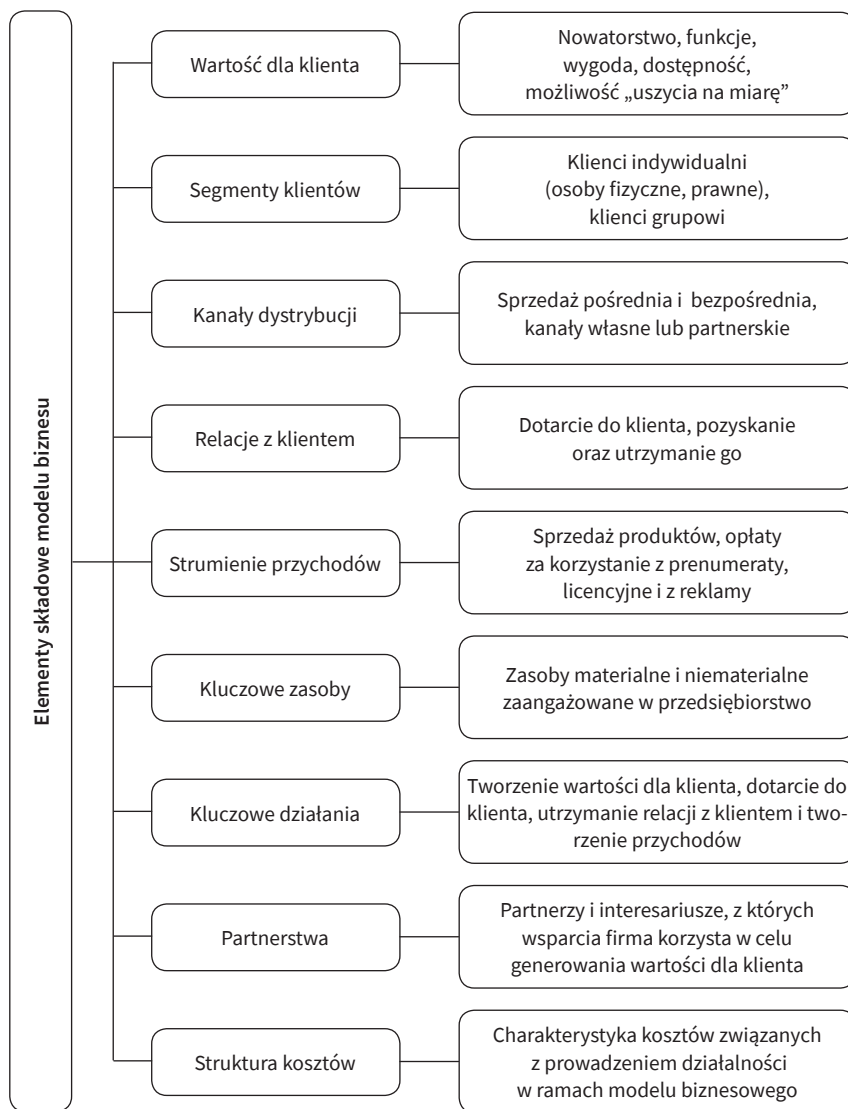 Elementy składowe modelu biznesu
Wartość dla klienta
Nowatorstwo, funkcje,
wygoda, dostępność,
możliwość „uszycia na miarę”
Segmenty klientów
Klienci indywidualni
(osoby fizyczne, prawne),
klienci grupowi
Kanały dystrybucji
Sprzedaż pośrednia i bezpośrednia,
kanały własne lub partnerskie
Relacje z klientem
Dotarcie do klienta, pozyskanie
oraz utrzymanie go
Strumienie przychodów
Sprzedaż produktów, opłaty
za korzystanie z prenumeraty,
licencyjne i z reklamy
Kluczowe zasoby
Zasoby materialne i niematerialne
zaangażowane w przedsiębiorstwo
Kluczowe działania
Tworzenie wartości dla klienta, dotarcie do
klienta, utrzymanie relacji z klientem i two-
rzenie przychodów
Partnerstwa
Partnerzy i interesariusze, z których
wsparcia firma korzysta w celu
generowania wartości dla klienta
Struktura kosztów
Charakterystyka kosztów związanych
z prowadzeniem działalności
w ramach modelu biznesowego